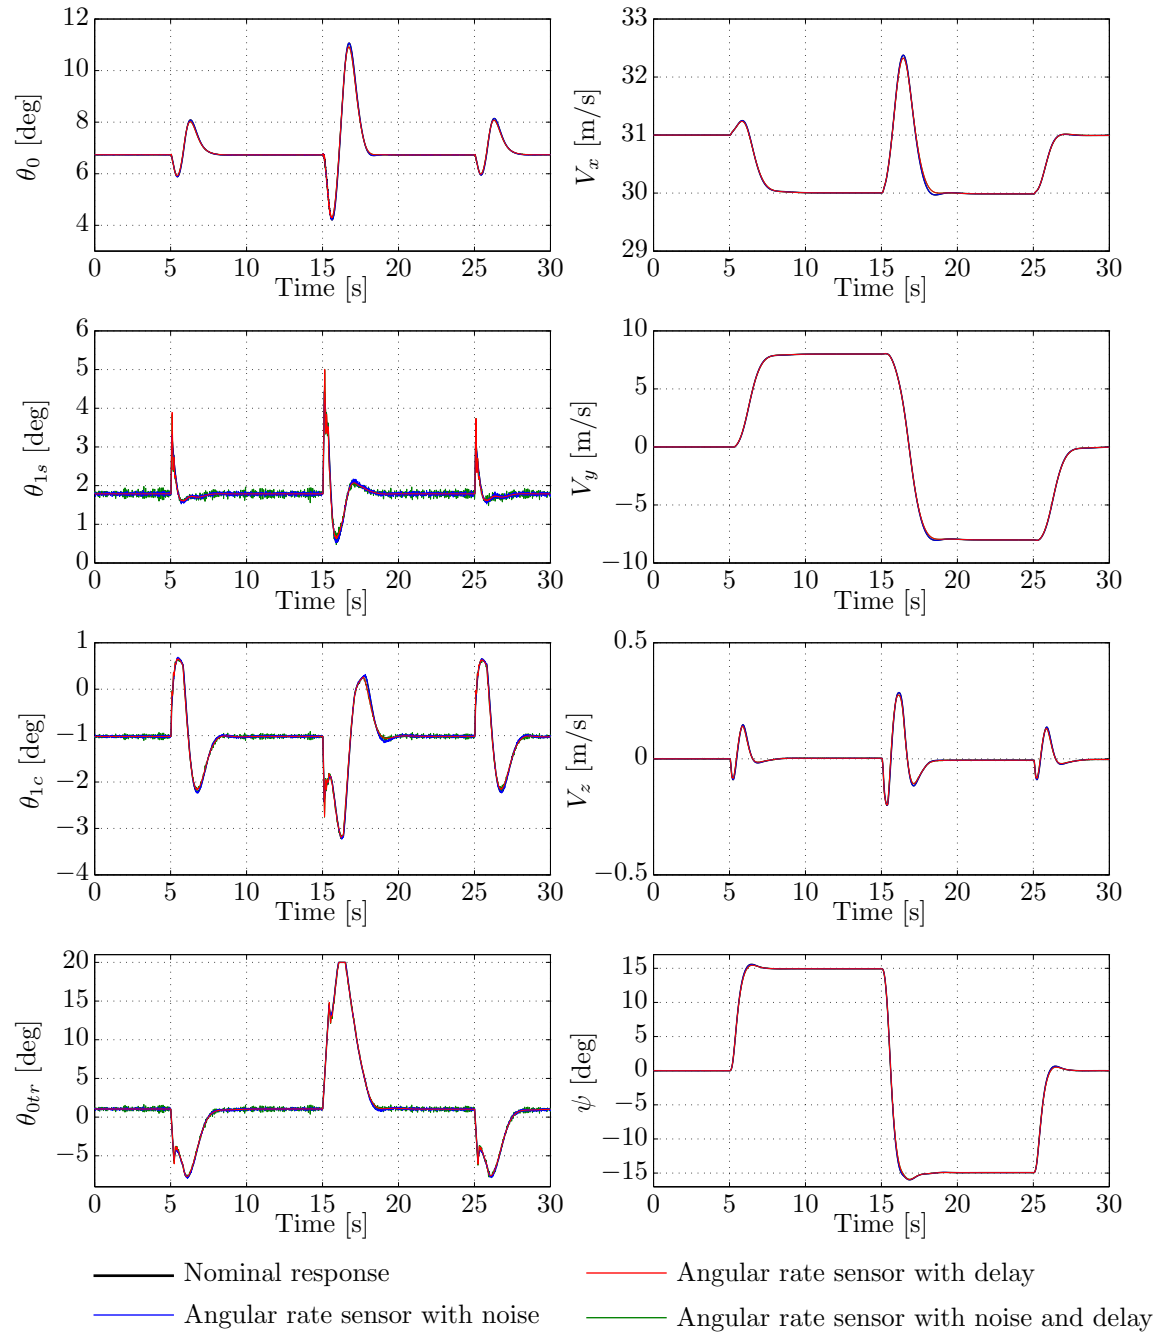 12
10
8
6
4
θ0 [deg]
0 5 10 15 20 25 30
Time [s]
33
32
31
30
29
Vx [m/s]
0 5 10 15 20 25 30
Time [s]
6
5
4
3
2
1
0
θ1s [deg]
0 5 10 15 20 25 30
Time [s]
10
5
0
−5
−10
Vy [m/s]
0 5 10 15 20 25 30
Time [s]
1
0
−1
−2
−3
−4
θ1c [deg]
0 5 10 15 20 25 30
Time [s]
0.5
0
−0.5
Vz [m/s]
0 5 10 15 20 25 30
Time [s]
20
15
10
5
0
−5
θ0tr [deg]
0 5 10 15 20 25 30
Time [s]
15
10
5
0
−5
−10
−15
ψ [deg]
0 5 10 15 20 25 30
Time [s]
Nominal response
Angular rate sensor with delay
Angular rate sensor with noise
Angular rate sensor with noise and delay